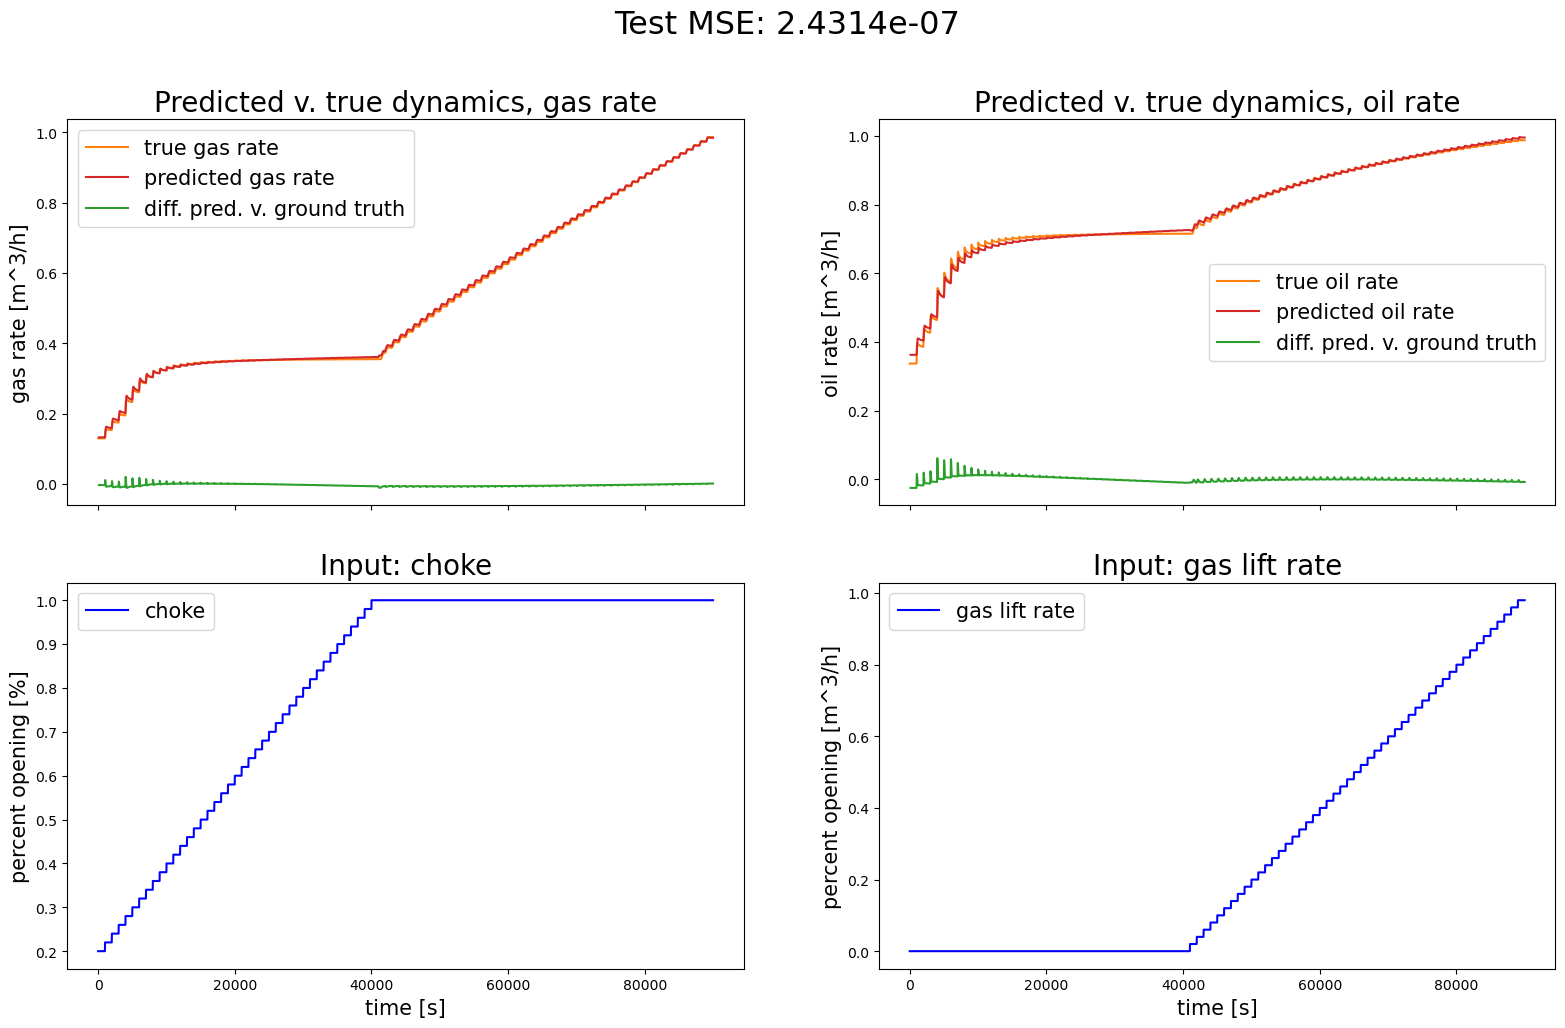 Test MSE: 2.4314e-07
Predicted v. true dynamics, gas rate
gas rate [m^3/h]
1.0
0.8
0.6
0.4
0.2
0.0
true gas rate
predicted gas rate
diff. pred. v. ground truth
Predicted v. true dynamics, oil rate
oil rate [m^3/h]
1.0
0.8
0.6
0.4
0.2
0.0
true oil rate
predicted oil rate
diff. pred. v. ground truth
Input: choke
percent opening [%]
1.0
0.9
0.8
0.7
0.6
0.5
0.4
0.3
0.2
choke
0 20000 40000 60000 80000
time [s]
Input: gas lift rate
percent opening [m^3/h]
1.0
0.8
0.6
0.4
0.2
0.0
gas lift rate
0 20000 40000 60000 80000
time [s]